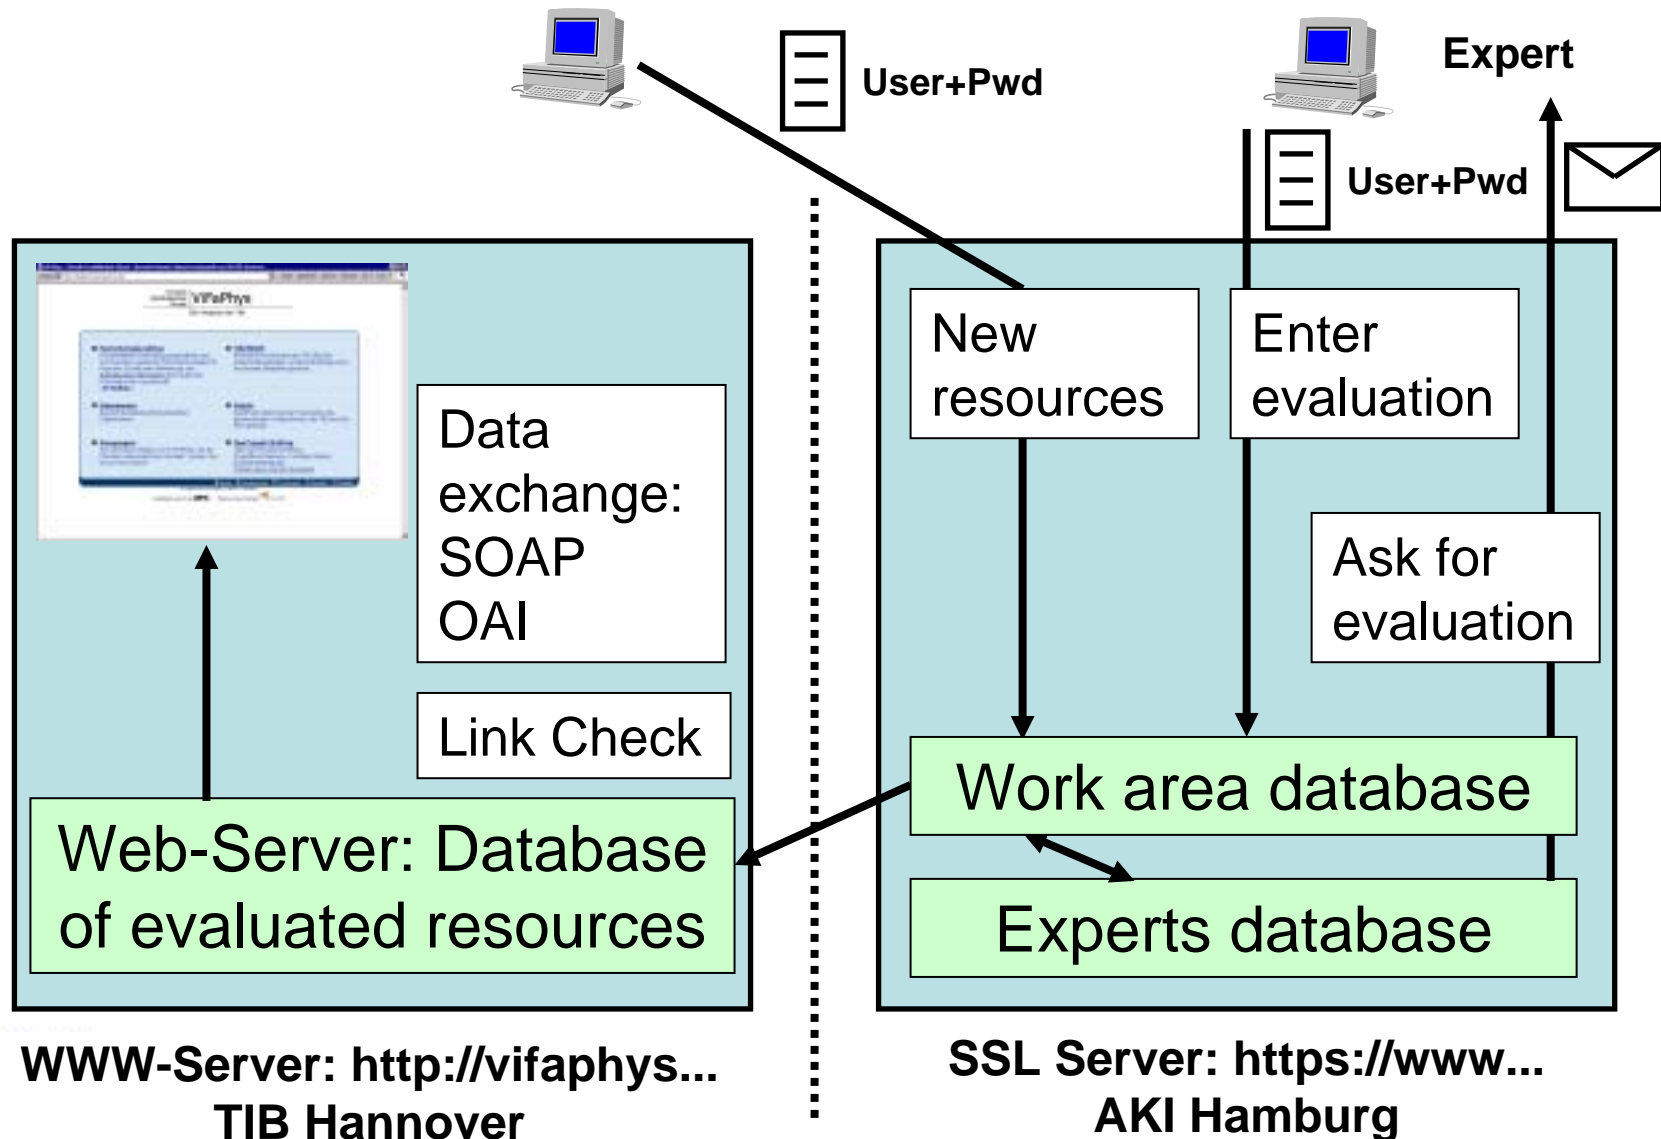 User+Pwd
Expert
User+Pwd
ViFaPhys
Data
exchange:
SOAP
OAI
Link Check
Web-Server: Database
of evaluated resources
New
resources
Enter
evaluation
Ask for
evaluation
Work area database
Experts database
WWW-Server: http://vifaphys...
TIB Hannover
SSL Server: https://www...
AKI Hamburg